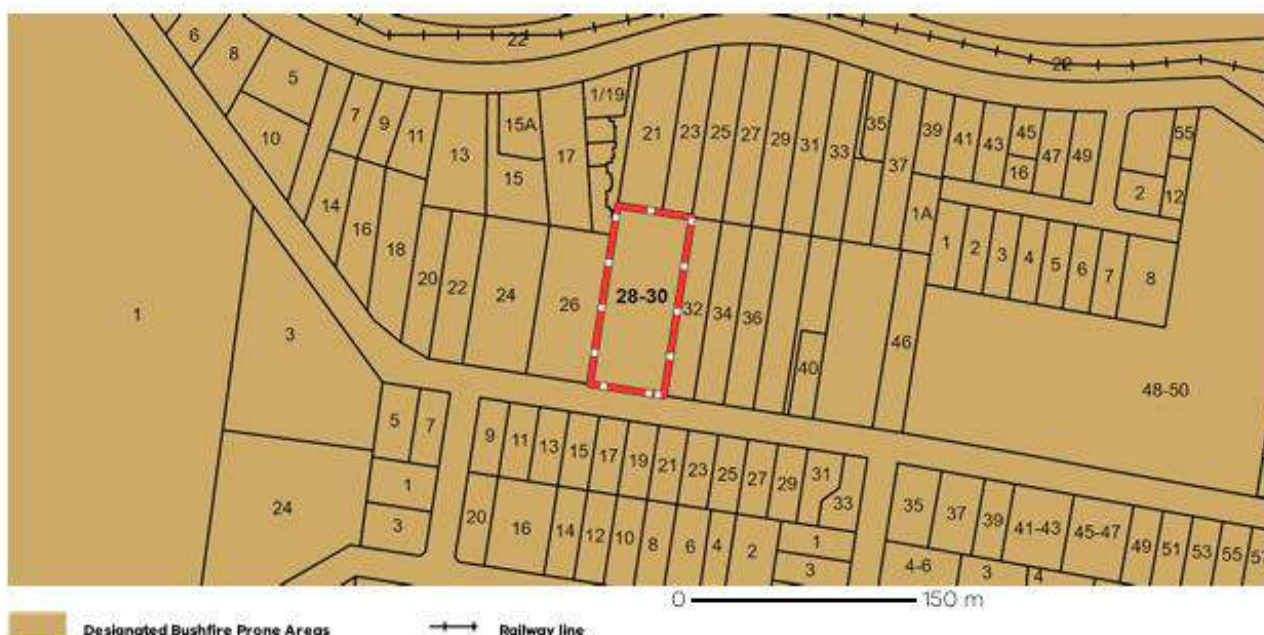 22 22
6 8 5 10 7 9 11 13 15A 15 17 1/19 21 23 25 27 29 31 33 35 37 39 41 43 45 16 47 49 2 55 12
14 16 18 20 22 24 26 28-30 32 34 36 40 46 1A 1 2 3 4 5 6 7 8
1 3 48-50
5 7 9 11 13 15 17 19 21 23 25 27 29 31 33 35 37 39 41-43 45-47 49 51 53 55
24 1 3 20 16 14 12 10 8 6 4 2 1 3 4-6 3 4
0 150 m
Designated Bushfire Prone Areas Railway line